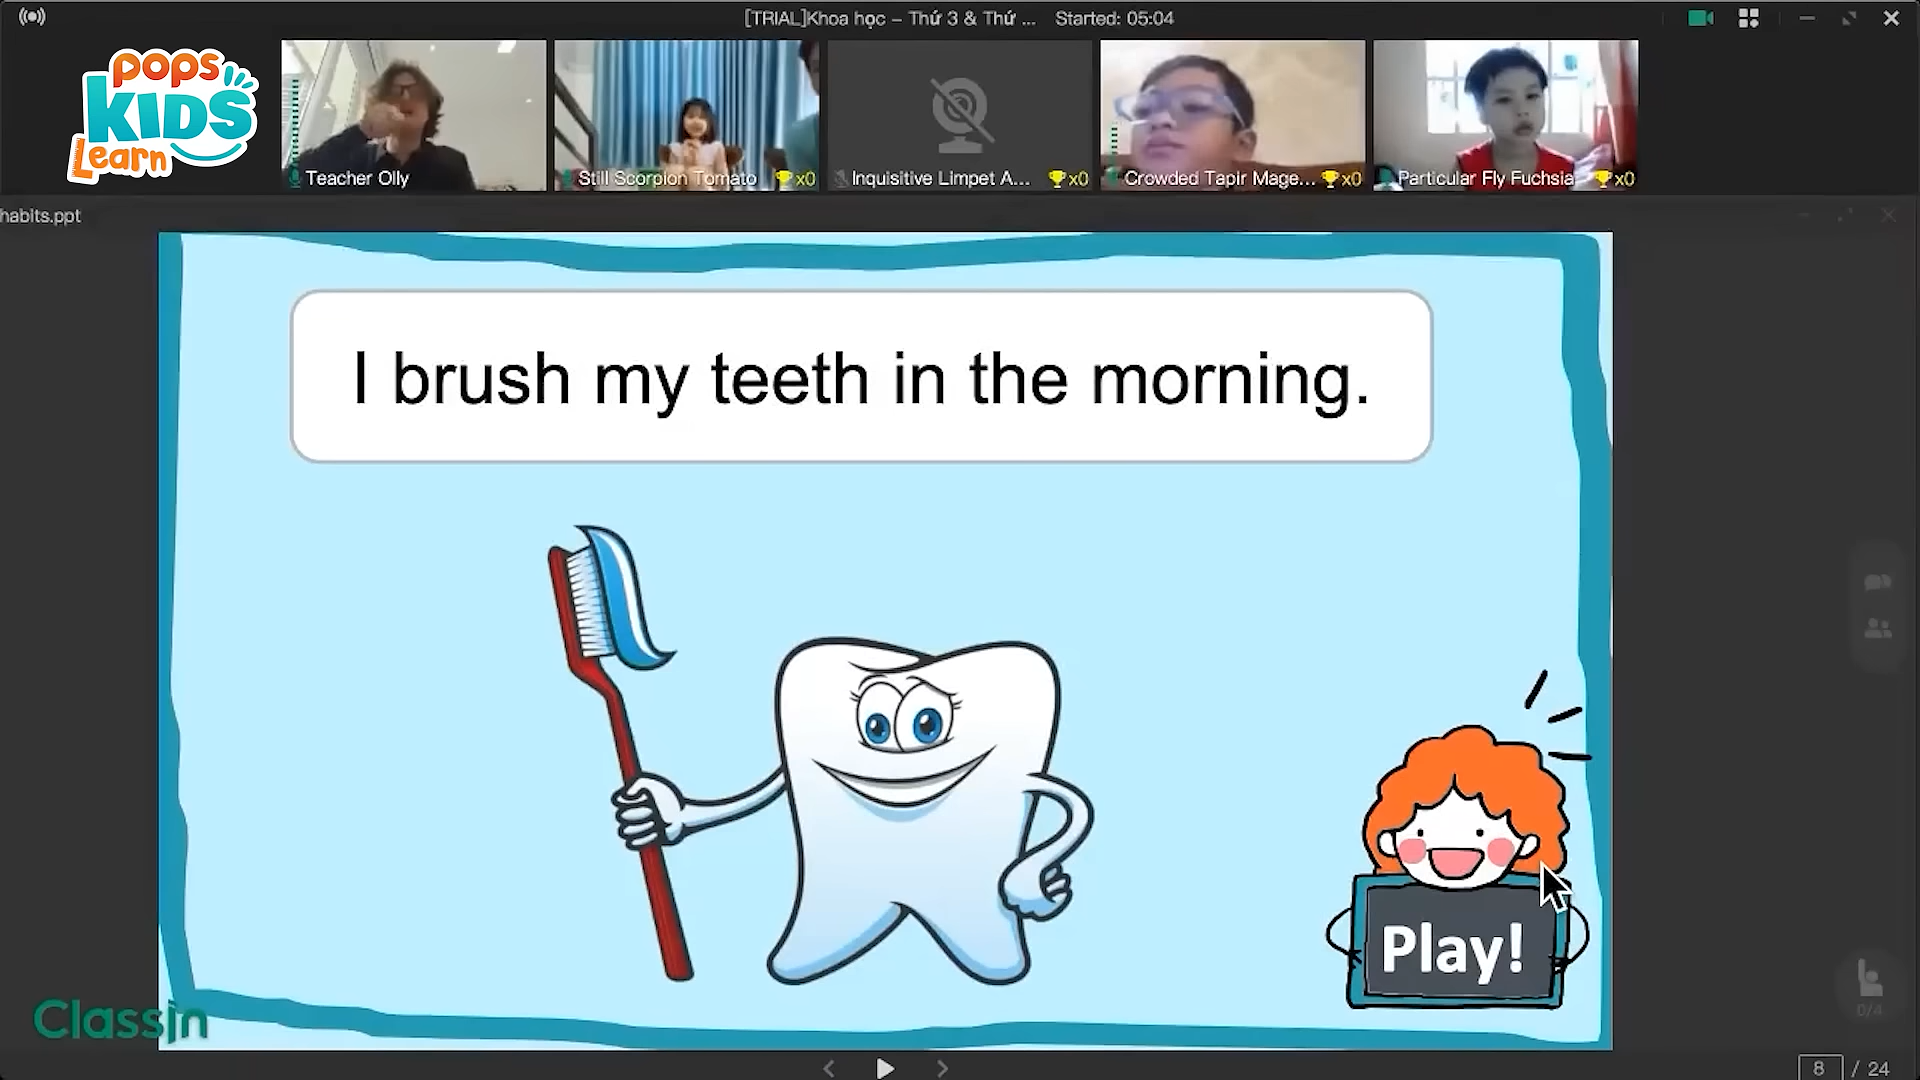 [TRIAL]Khoa học – Thứ 3 & Thứ ... Started: 05:04
POPS
KIDS
Learn
Teacher Olly
Still Scorpion Tomato x0
Inquisitive Limpet A... x0
Crowded Tapir Mage... x0
Particular Fly Fuchsia x0
habits.ppt
I brush my teeth in the morning.
Play!
ClassIn
0/4
8 / 24